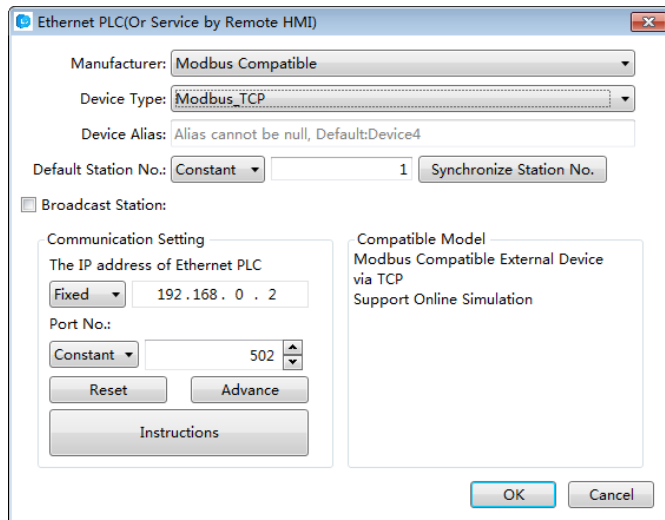 Ethernet PLC(Or Service by Remote HMI)
Manufacturer: Modbus Compatible
Device Type: Modbus_TCP
Device Alias: Alias cannot be null, Default:Device4
Default Station No.: Constant 1 Synchronize Station No.
Broadcast Station:
Communication Setting
The IP address of Ethernet PLC
Fixed 192.168. 0 . 2
Port No.:
Constant 502
Reset Advance
Instructions
Compatible Model
Modbus Compatible External Device
via TCP
Support Online Simulation
OK Cancel